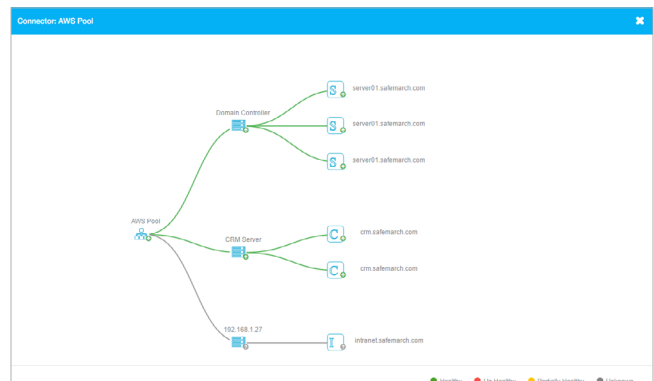 Connector: AWS Pool
server01.safemarch.com
Domain Controller
S
server01.safemarch.com
S
server01.safemarch.com
S
AWS Pool
CRM Server
crm.safemarch.com
C
crm.safemarch.com
C
192.168.1.27
intranet.safemarch.com
I
Healthy Un Healthy Partially Healthy Unknown